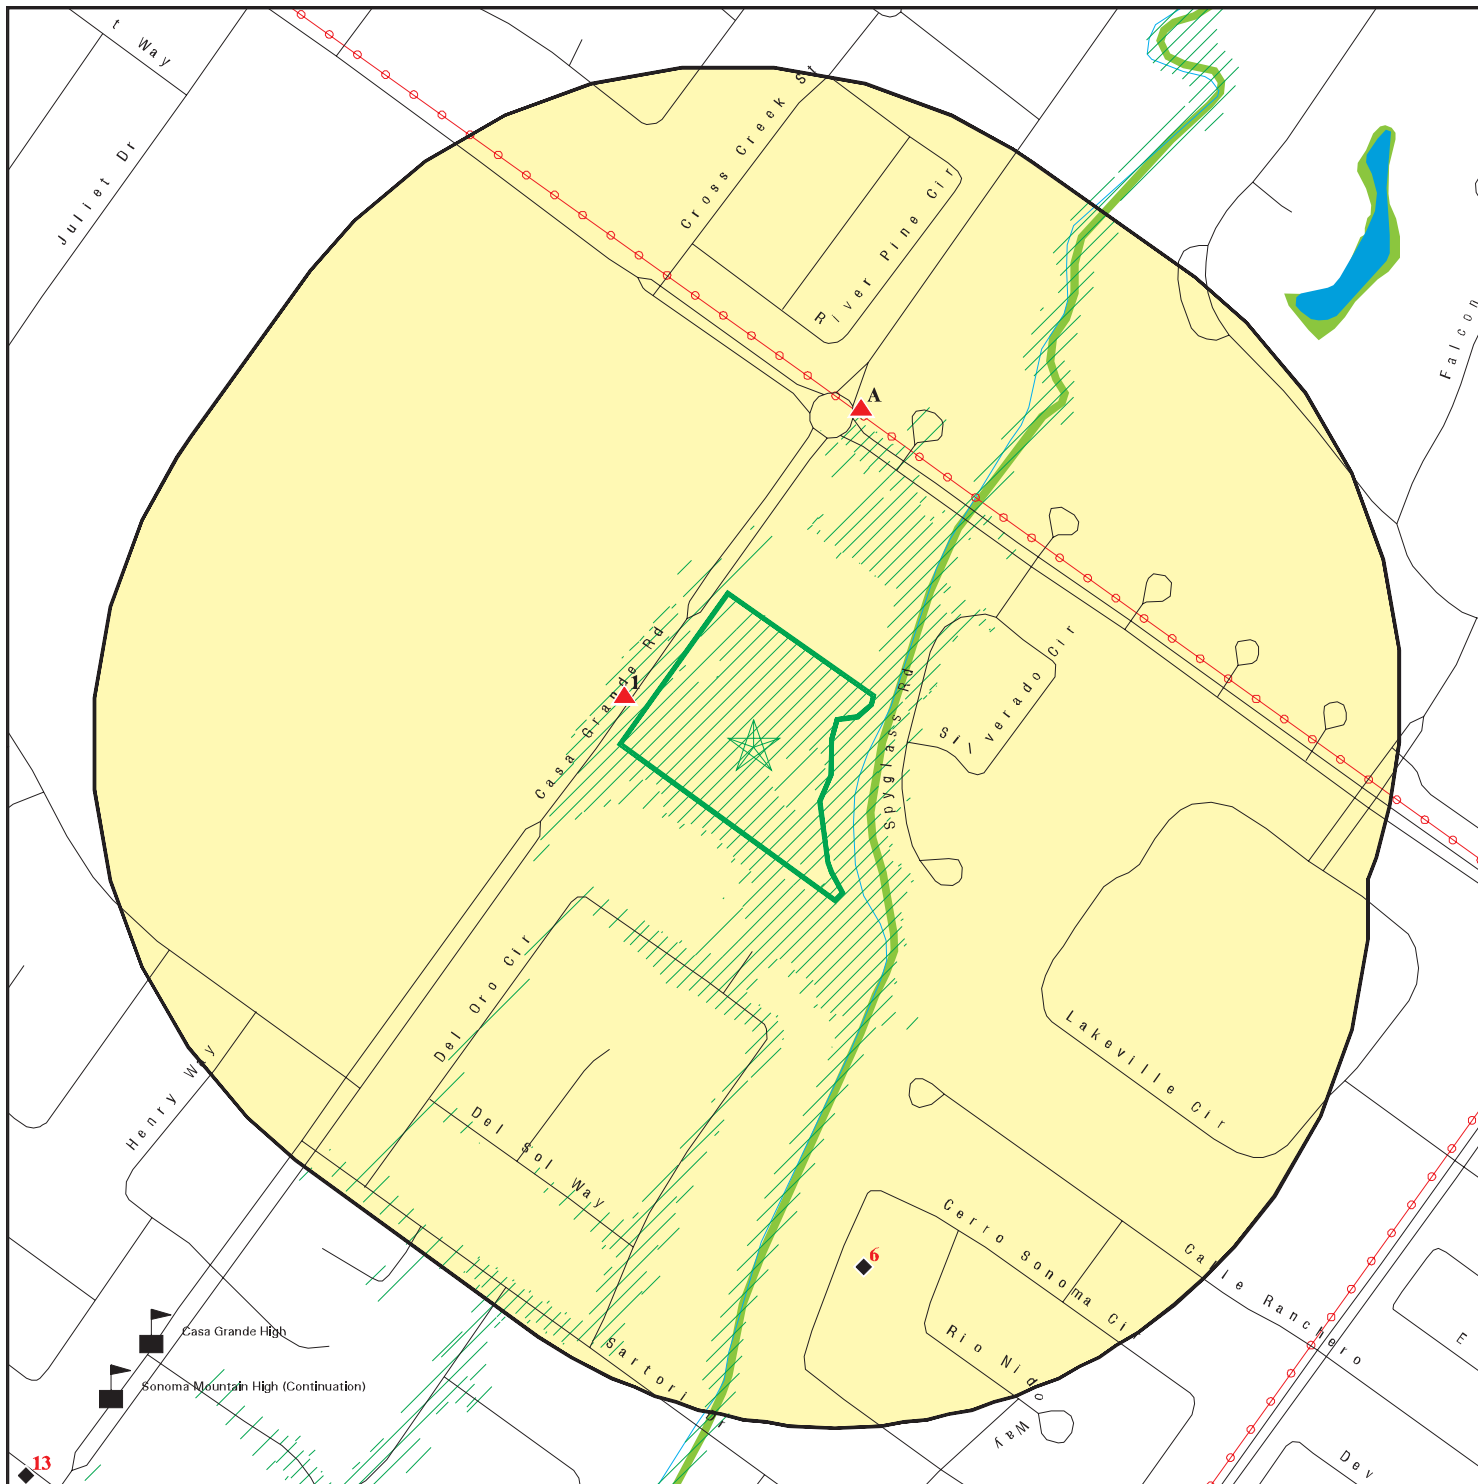 t Way
Juliet Dr
Cross Creek St
River Pine Cir
Falcon
A
Casa Grande Rd
1
Silverado Cir
Spyglass Rd
Del Oro Cir
Lakeville Cir
Henry Way
Del Sol Way
Cerro Sonoma Cir
Calle Ranchero
6
Rio Nido Way
E
Casa Grande High
Sartori Dr
Sonoma Mountain High (Continuation)
Dev
13